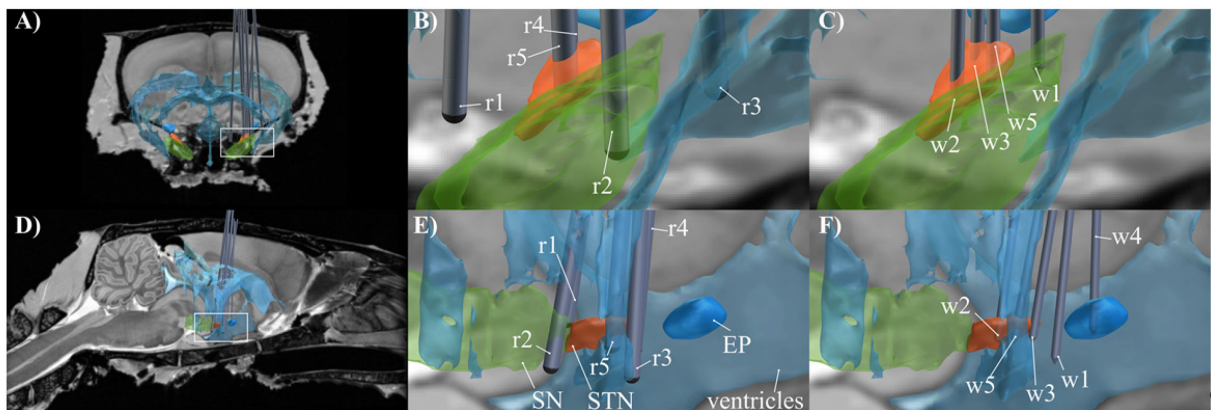 A)
B)
r4
r5
r1
r2
r3
C)
w1
w5
w3
w2
D)
E)
r1
r4
r2
r5
r3
EP
SN
STN
ventricles
F)
w4
w2
w5
w3
w1